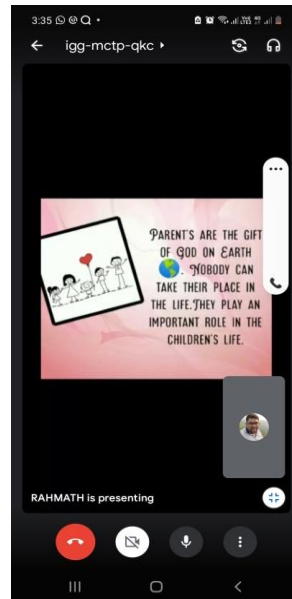 3:35
igg-mctp-qkc
PARENT'S ARE THE GIFT
OF GOD ON EARTH
🌎. NOBODY CAN
TAKE THEIR PLACE IN
THE LIFE.THEY PLAY AN
IMPORTANT ROLE IN THE
CHILDREN'S LIFE.
RAHMATH is presenting